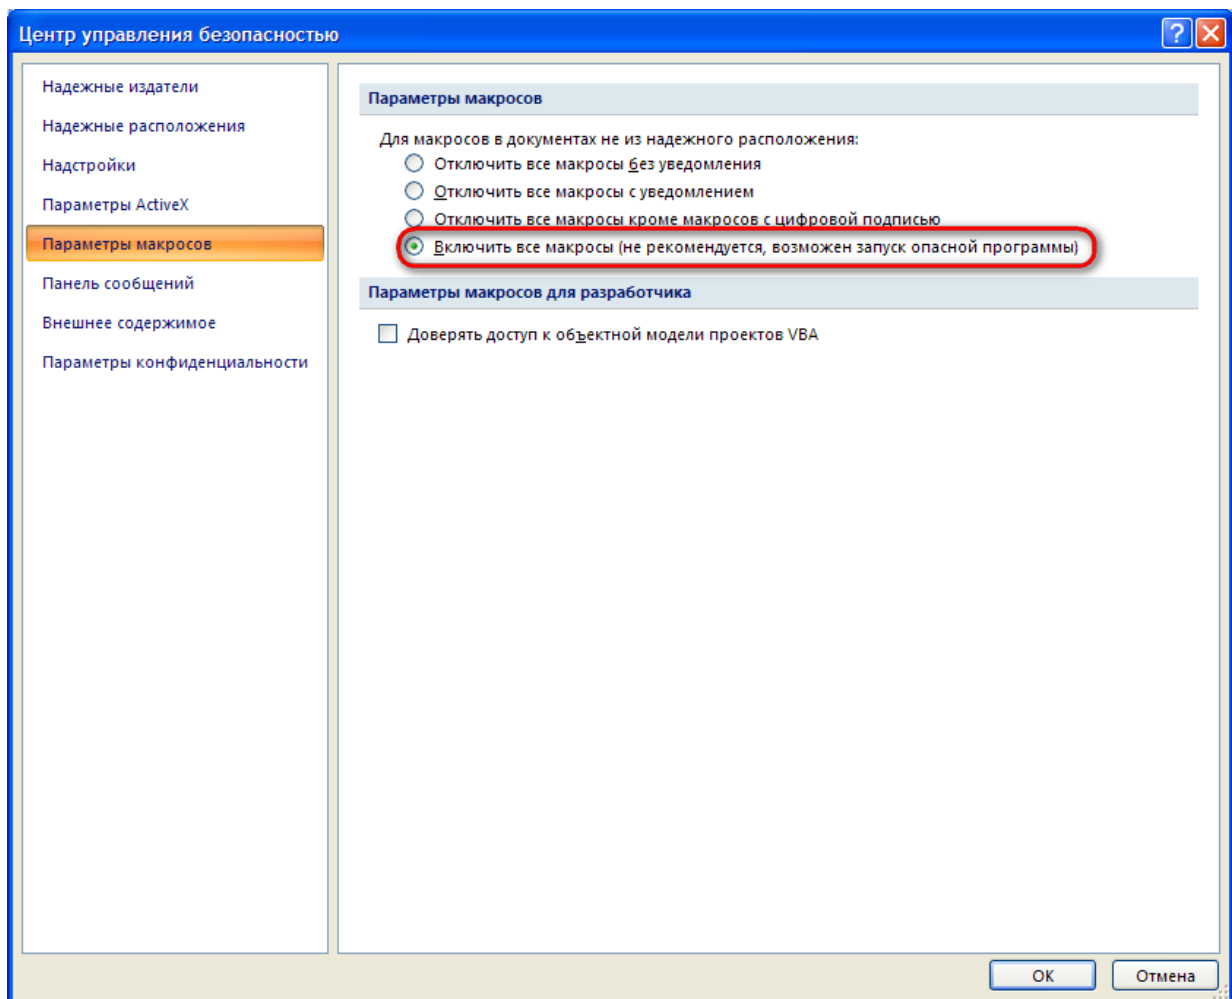 Центр управления безопасностью
Надежные издатели
Надежные расположения
Надстройки
Параметры ActiveX
Параметры макросов
Панель сообщений
Внешнее содержимое
Параметры конфиденциальности
Параметры макросов
Для макросов в документах не из надежного расположения:
Отключить все макросы без уведомления
Отключить все макросы с уведомлением
Отключить все макросы кроме макросов с цифровой подписью
Включить все макросы (не рекомендуется, возможен запуск опасной программы)
Параметры макросов для разработчика
Доверять доступ к объектной модели проектов VBA
ОК
Отмена